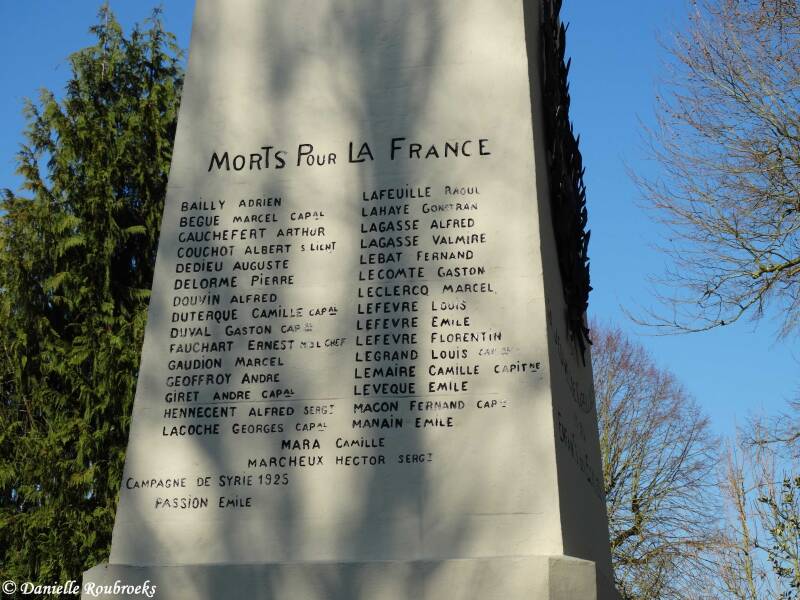 MORTS POUR LA FRANCE
BAILLY ADRIEN
BEGUE MARCEL CAPAL
CAUCHEFERT ARTHUR
COUCHOT ALBERT S LIENT
DEDIEU AUGUSTE
DELORME PIERRE
DOUVIN ALFRED
DUTERQUE CAMILLE CAPAL
DUVAL GASTON
FAUCHART ERNEST CHEF
GAUDION MARCEL
GEOFFROY ANDRE
GIRET ANDRE CAPAL
HENNECENT ALFRED SERGT
LACOCHE GEORGES CAPAL
LAFEUILLE RAOUL
LAHAYE GONTRAN
LAGASSE ALFRED
LAGASSE VALMIRE
LEBAT FERNAND
LECOMTE GASTON
LECLERCQ MARCEL
LEFEVRE LOUIS
LEFEVRE EMILE
LEFEVRE FLORENTIN
LEGRAND LOUIS
LEMAIRE CAMILLE CAPITNE
LEVEQUE EMILE
MACON FERNAND
MANAIN EMILE
MARA CAMILLE
MARCHEUX HECTOR SERGT
CAMPAGNE DE SYRIE 1925
PASSION EMILE
© Danielle Roubroeks